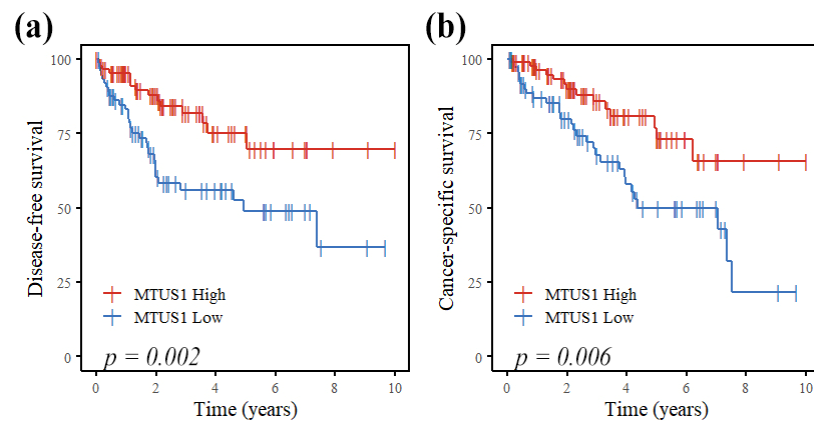 (a)
Disease-free survival
100
75
50
25
0
MTUS1 High
MTUS1 Low
p = 0.002
0 2 4 6 8 10
Time (years)
(b)
Cancer-specific survival
100
75
50
25
0
MTUS1 High
MTUS1 Low
p = 0.006
0 2 4 6 8 10
Time (years)